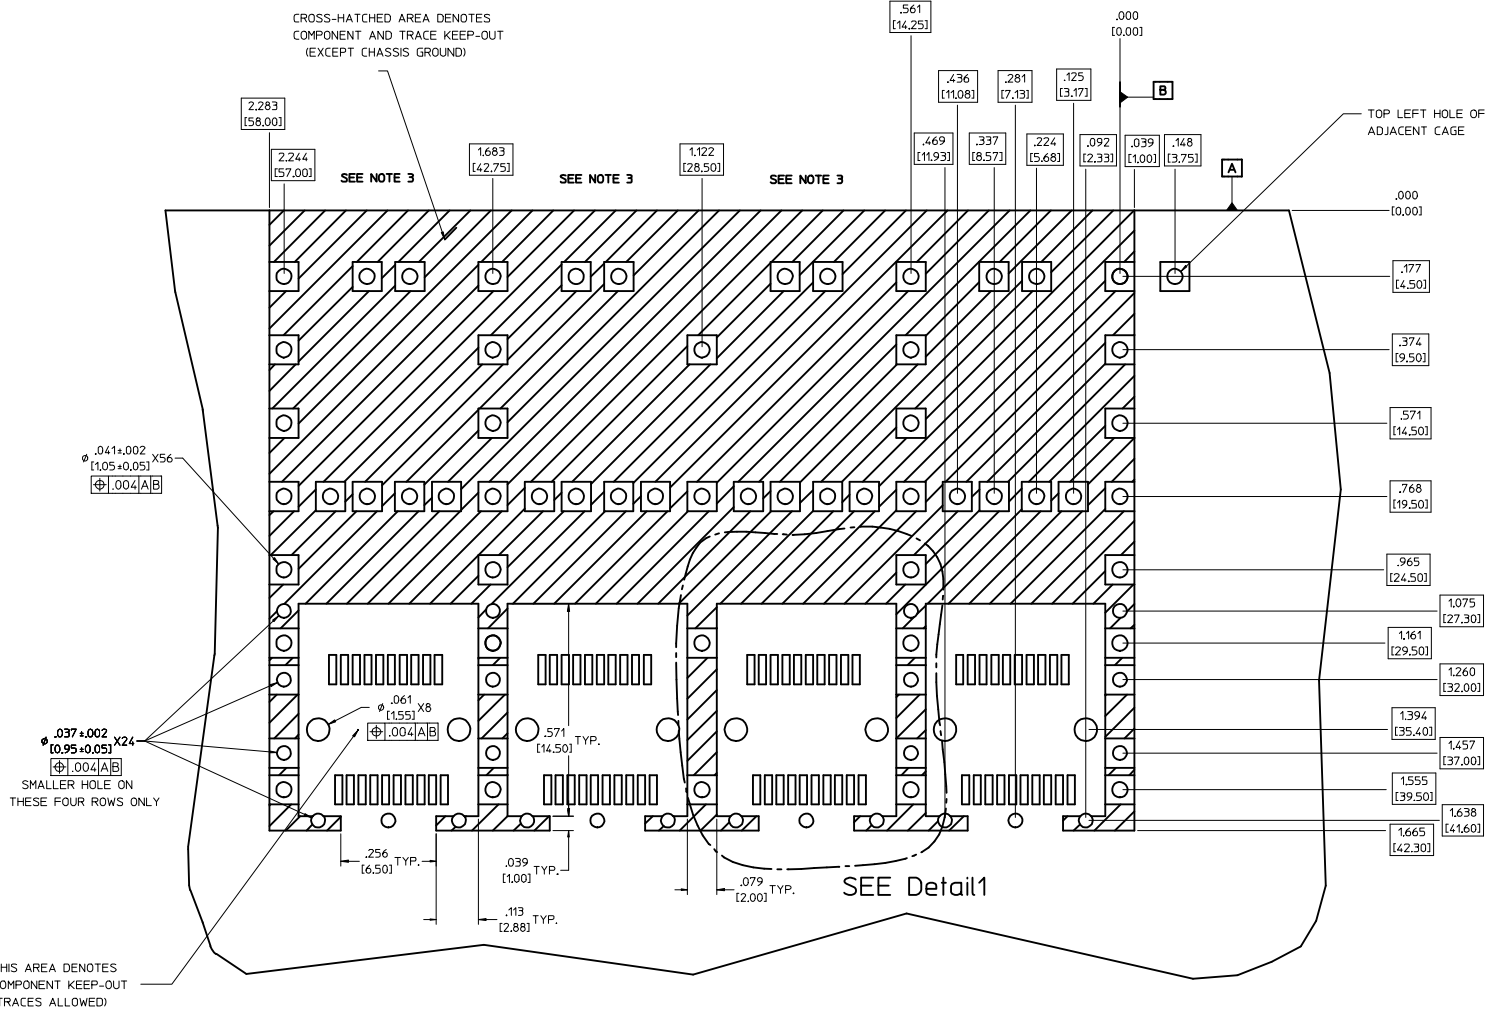 CROSS-HATCHED AREA DENOTES
COMPONENT AND TRACE KEEP-OUT
(EXCEPT CHASSIS GROUND)
.561
[14.25]
.000
[0.00]
.436
[11.08]
.281
[7.13]
.125
[3.17]
B
2.283
[58.00]
TOP LEFT HOLE OF
ADJACENT CAGE
2.244
[57.00]
1.683
[42.75]
1.122
[28.50]
.469
[11.93]
.337
[8.57]
.224
[5.68]
.092
[2.33]
.039
[1.00]
.148
[3.75]
A
SEE NOTE 3
SEE NOTE 3
SEE NOTE 3
.000
[0.00]
.177
[4.50]
.374
[9.50]
.571
[14.50]
.768
[19.50]
.965
[24.50]
1.075
[27.30]
1.161
[29.50]
1.260
[32.00]
1.394
[35.40]
1.457
[37.00]
1.555
[39.50]
1.638
[41.60]
1.665
[42.30]
ø .041±.002 X56
[1.05±0.05]
⌖ .004 A B
ø .061 X8
[1.55]
⌖ .004 A B
ø .037±.002 X24
[0.95±0.05]
⌖ .004 A B
SMALLER HOLE ON
THESE FOUR ROWS ONLY
.571 TYP.
[14.50]
.256 TYP.
[6.50]
.039 TYP.
[1.00]
.113 TYP.
[2.88]
.079 TYP.
[2.00]
SEE Detail1
HIS AREA DENOTES
OMPONENT KEEP-OUT
TRACES ALLOWED)